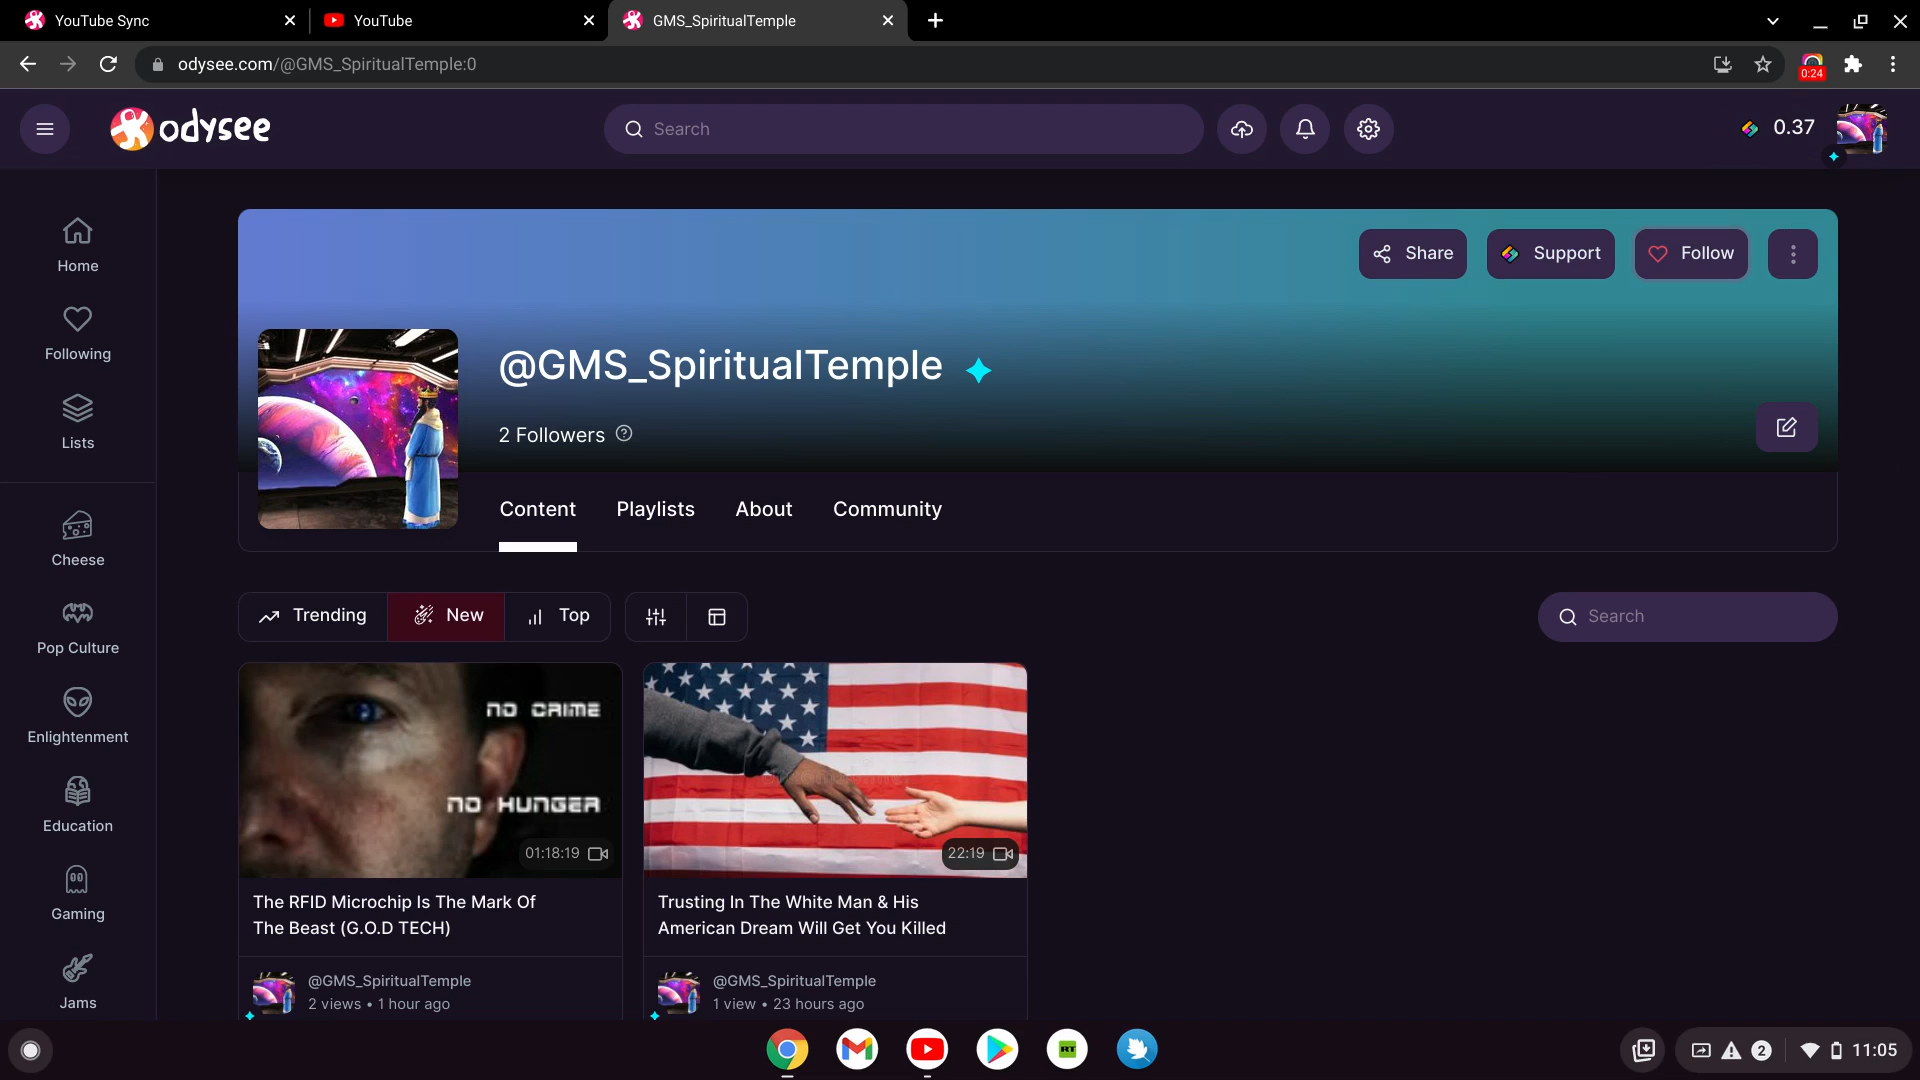 YouTube Sync
YouTube
GMS_SpiritualTemple
odysee.com/@GMS_SpiritualTemple:0
0:24
odysee
Search
0.37
Share
Support
Follow
Home
Following
Lists
Cheese
Pop Culture
Enlightenment
Education
Gaming
Jams
@GMS_SpiritualTemple
2 Followers
Content
Playlists
About
Community
Trending
New
Top
Search
NO CRIME
NO HUNGER
01:18:19
The RFID Microchip Is The Mark Of
The Beast (G.O.D TECH)
@GMS_SpiritualTemple
2 views • 1 hour ago
22:19
Trusting In The White Man & His
American Dream Will Get You Killed
@GMS_SpiritualTemple
1 view • 23 hours ago
RT
2
11:05